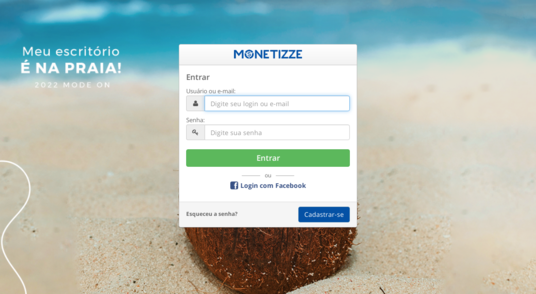 Meu escritório
É NA PRAIA!
2022 MODE ON
MONETIZZE
Entrar
Usuário ou e-mail:
Digite seu login ou e-mail
Senha:
Digite sua senha
Entrar
ou
Login com Facebook
Esqueceu a senha?
Cadastrar-se